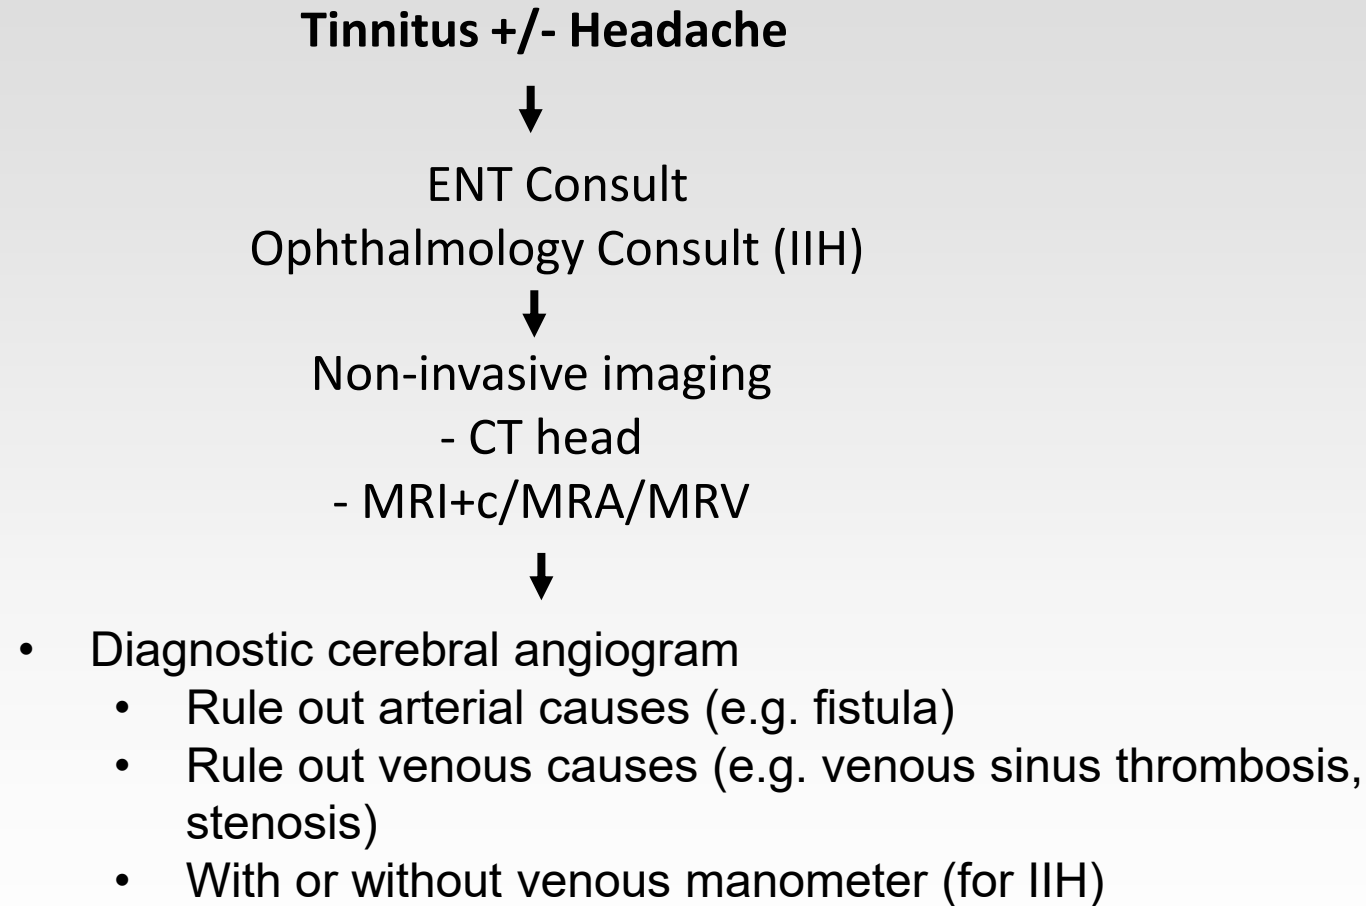 Tinnitus +/- Headache
ENT Consult
Ophthalmology Consult (IIH)
Non-invasive imaging
- CT head
- MRI+c/MRA/MRV
• Diagnostic cerebral angiogram
• Rule out arterial causes (e.g. fistula)
• Rule out venous causes (e.g. venous sinus thrombosis,
stenosis)
• With or without venous manometer (for IIH)